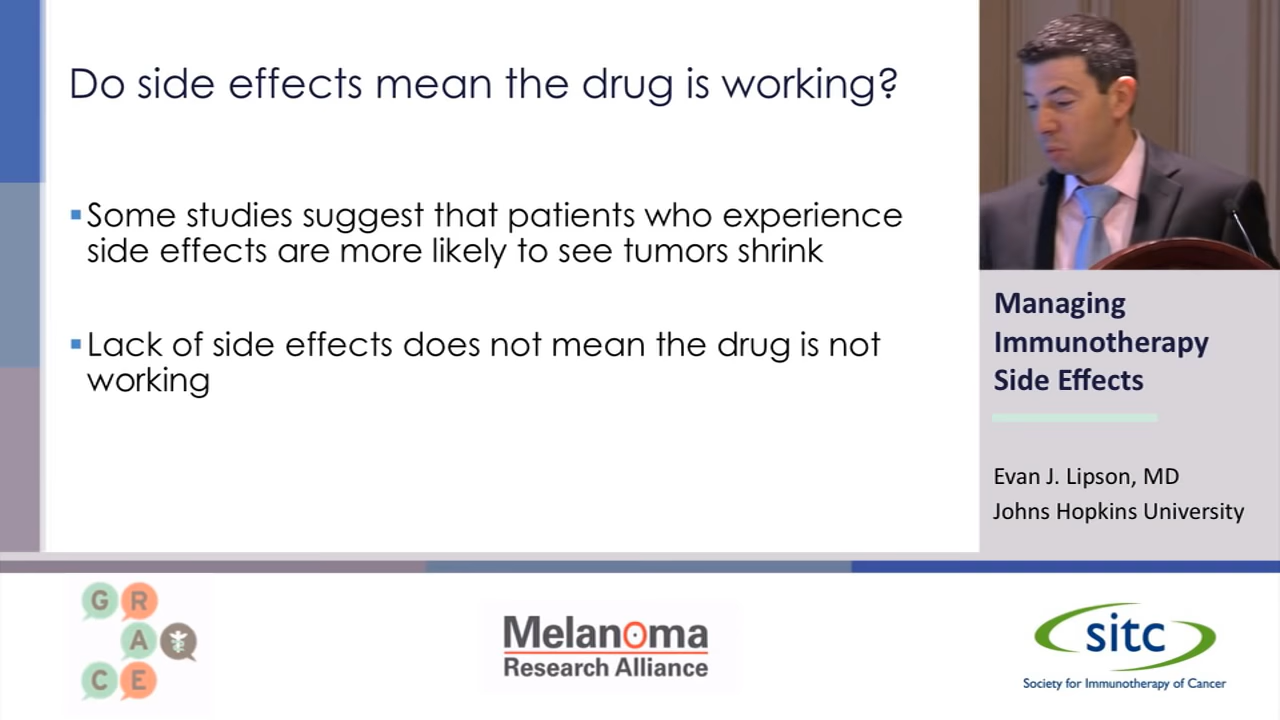 Do side effects mean the drug is working?
▪Some studies suggest that patients who experience
side effects are more likely to see tumors shrink
▪Lack of side effects does not mean the drug is not
working
Managing
Immunotherapy
Side Effects
Evan J. Lipson, MD
Johns Hopkins University
G R
A
C E
Melanoma
Research Alliance
sitc
Society for Immunotherapy of Cancer